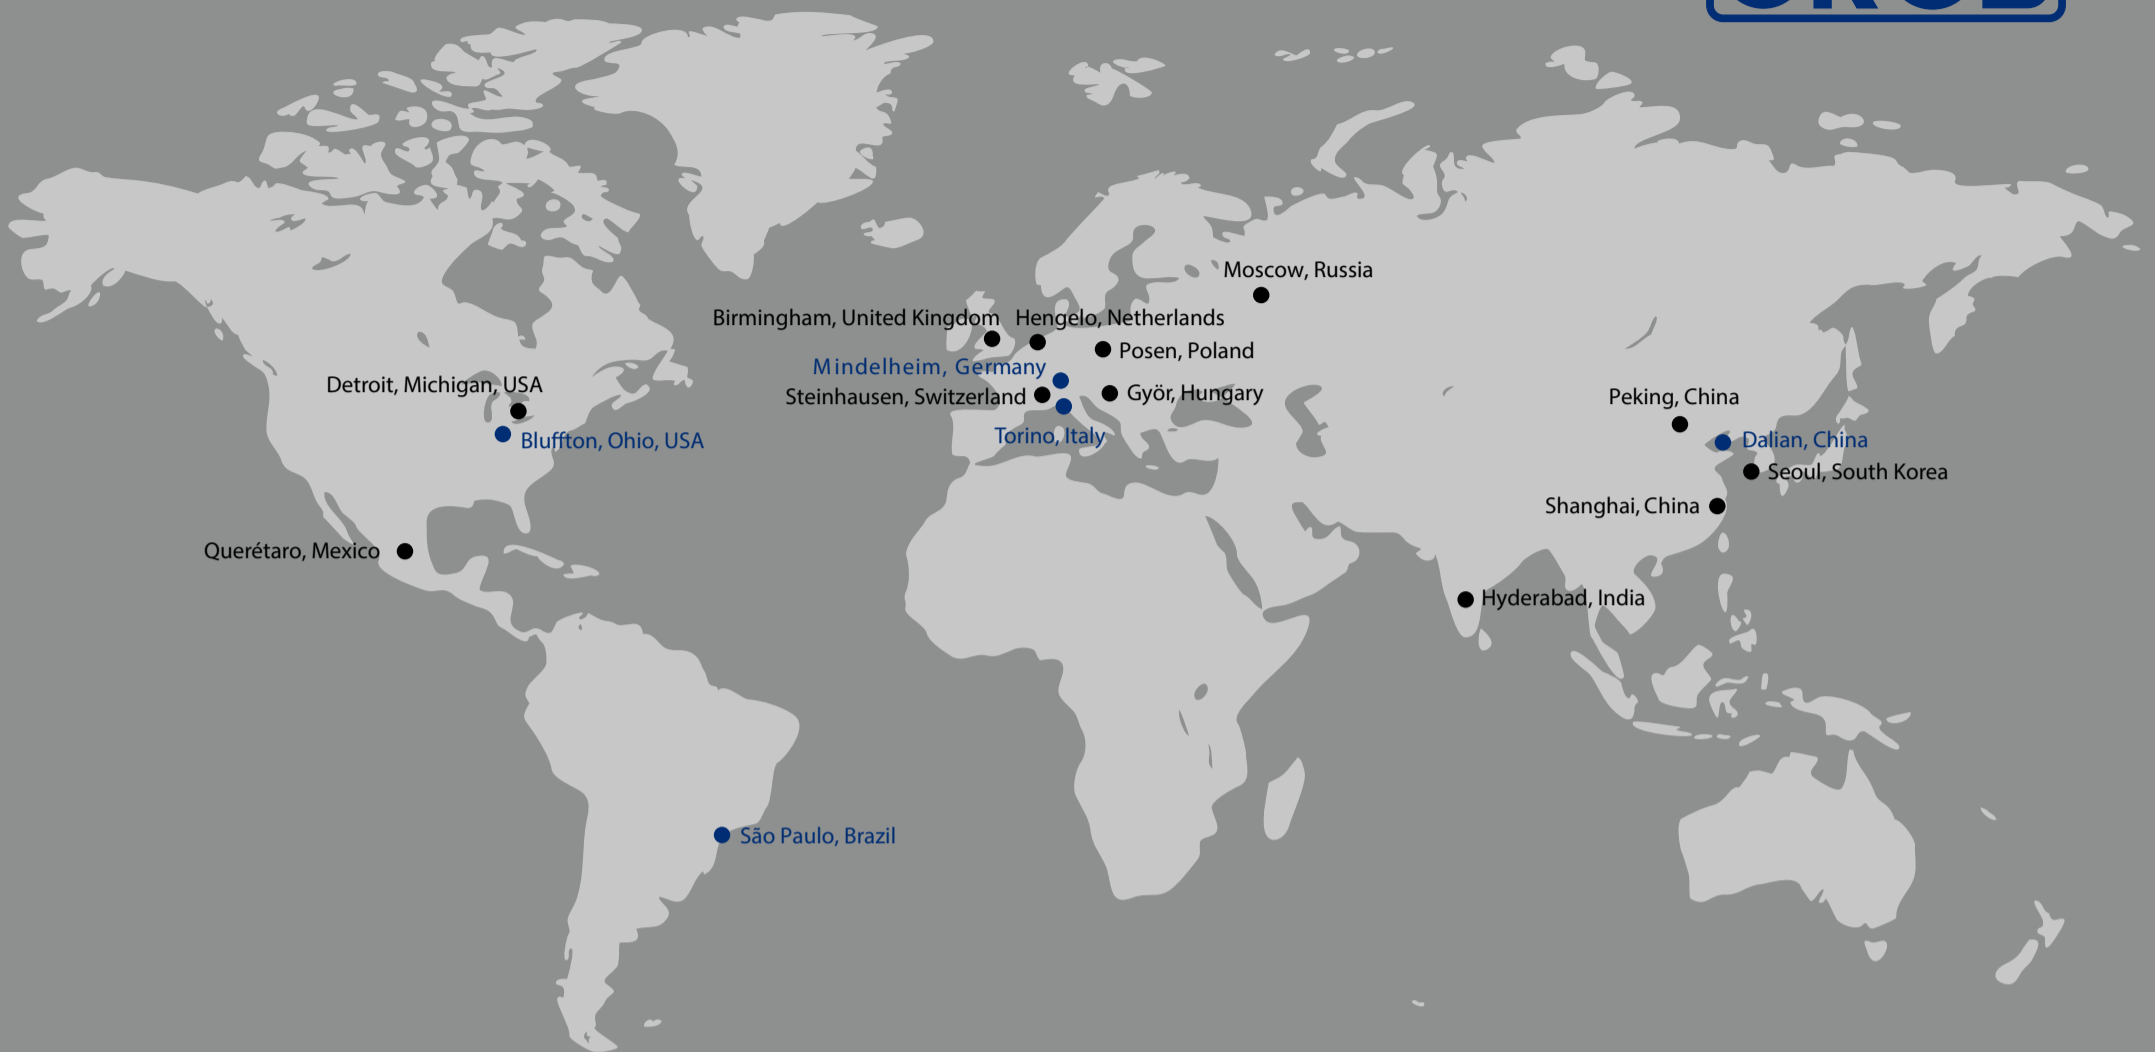 Moscow, Russia
Birmingham, United Kingdom
Hengelo, Netherlands
Posen, Poland
Mindelheim, Germany
Steinhausen, Switzerland
Györ, Hungary
Torino, Italy
Detroit, Michigan, USA
Bluffton, Ohio, USA
Peking, China
Dalian, China
Seoul, South Korea
Shanghai, China
Querétaro, Mexico
Hyderabad, India
São Paulo, Brazil